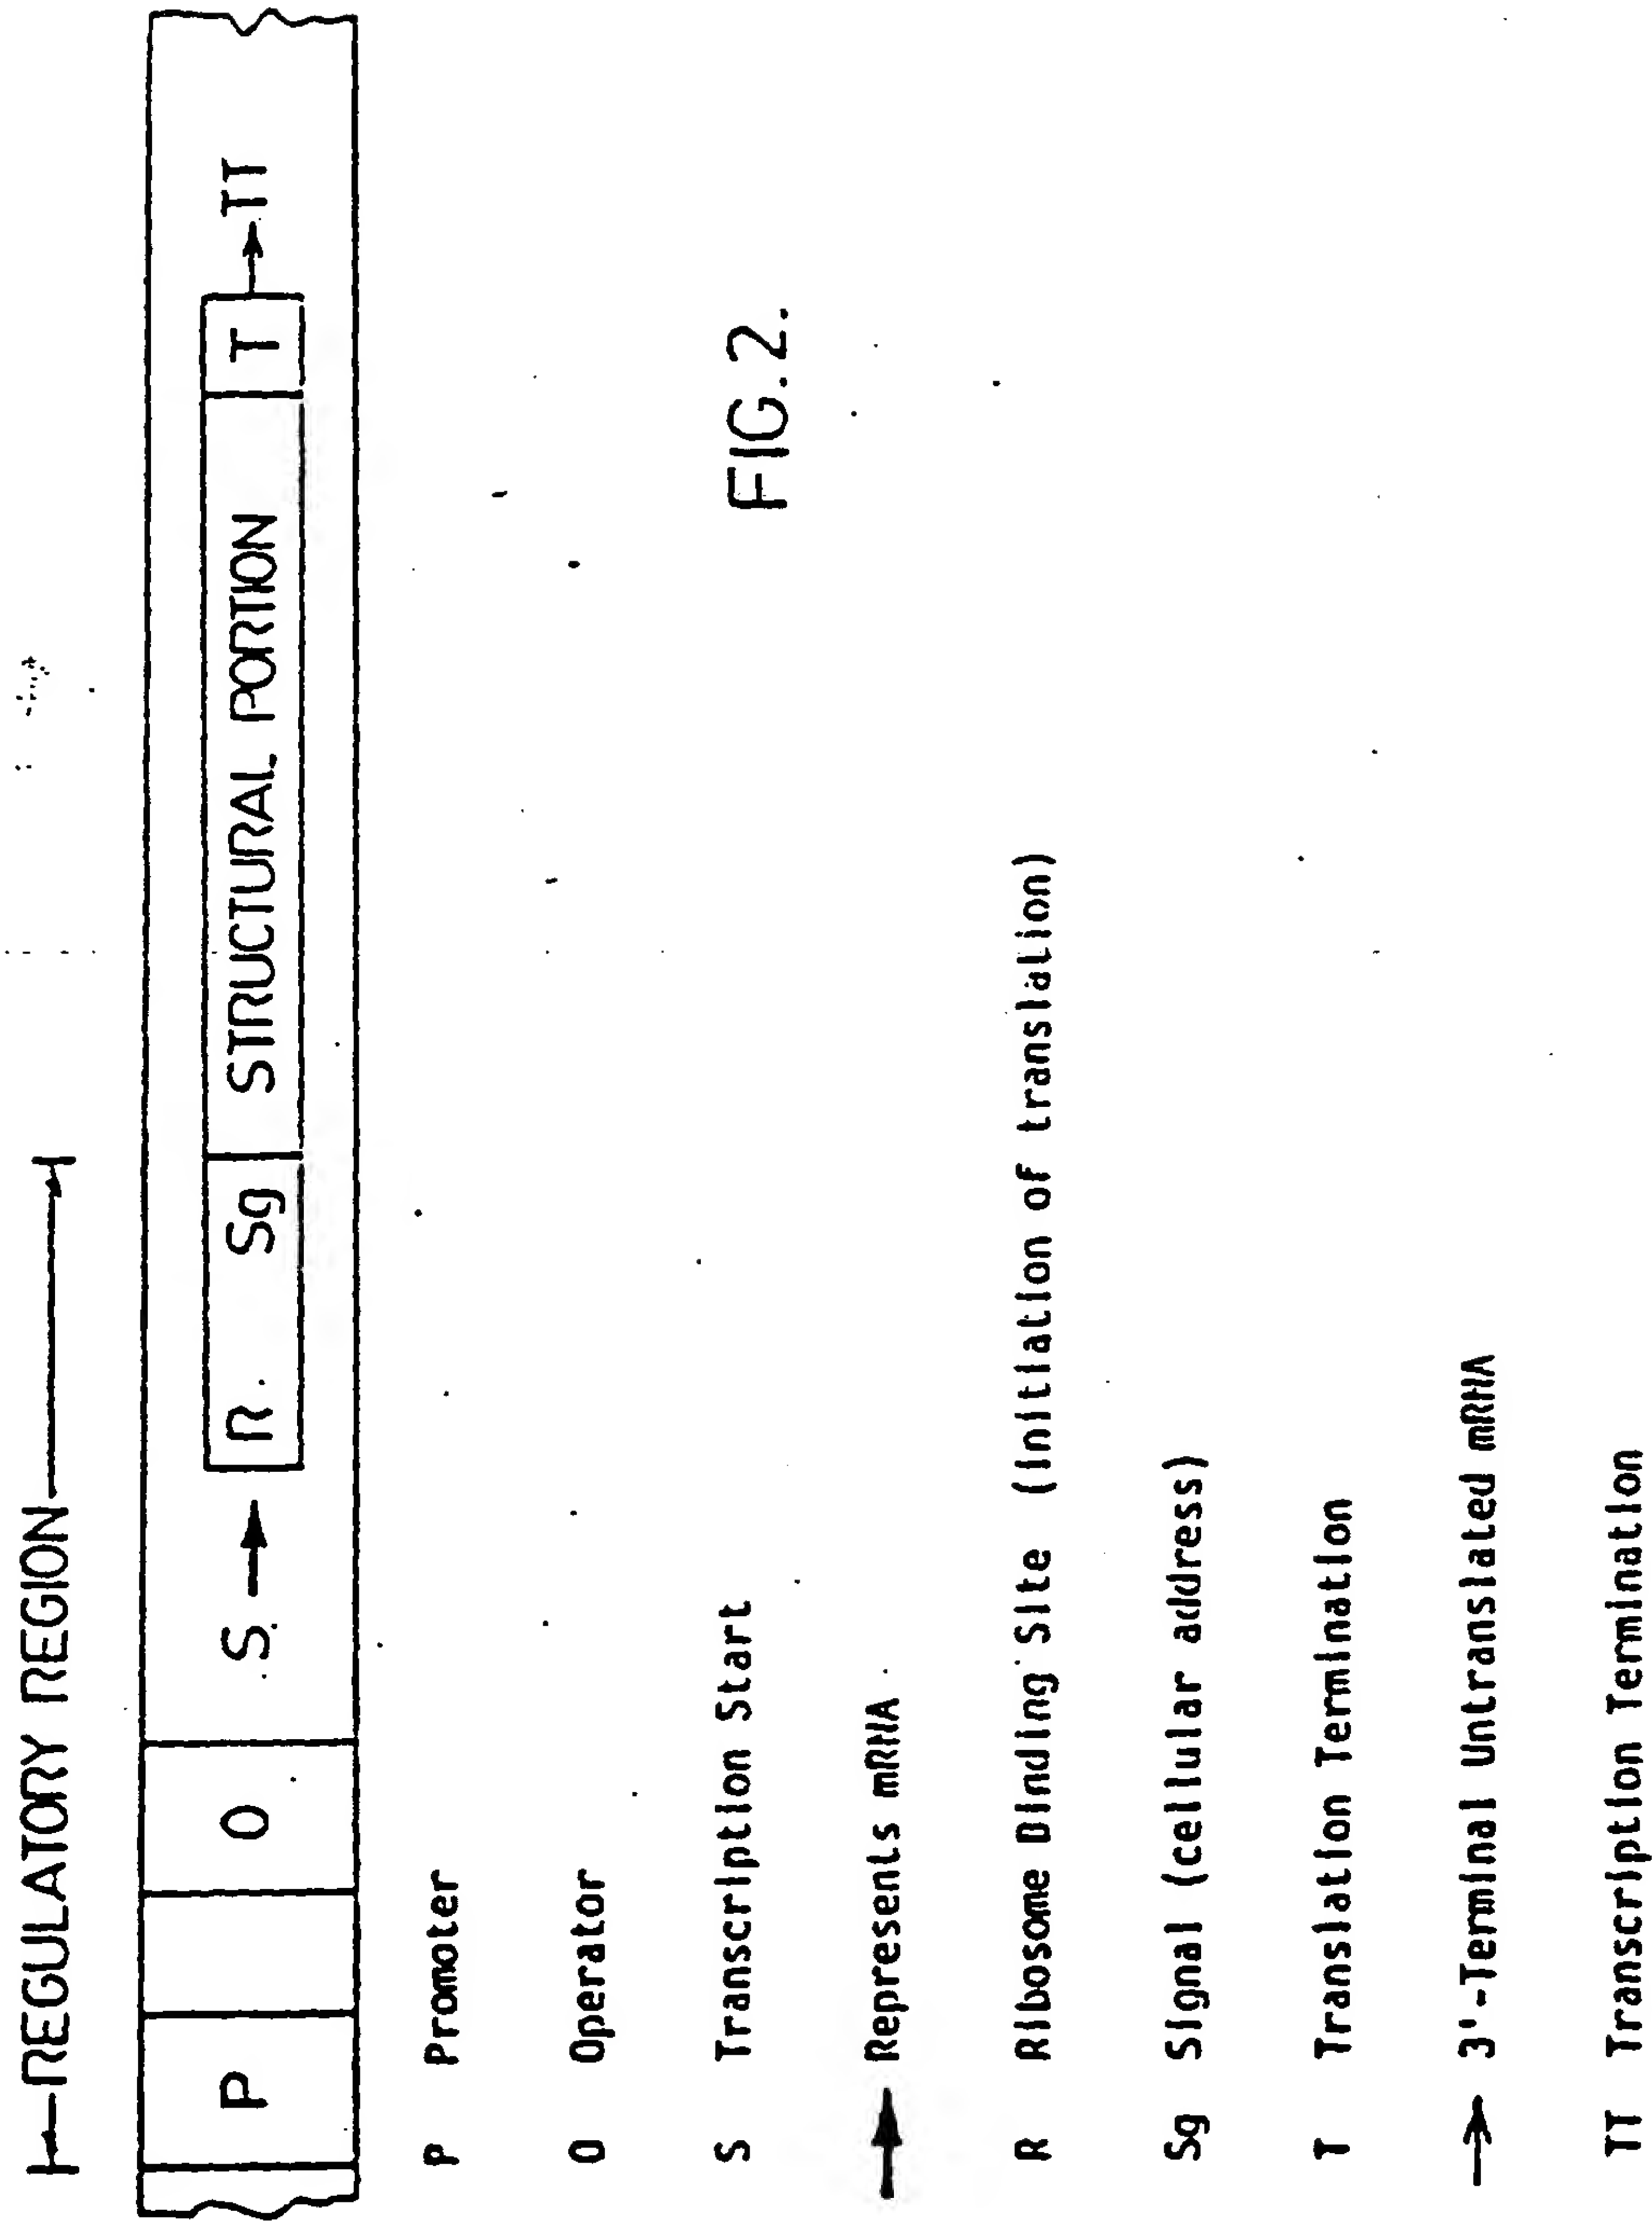 REGULATORY REGION
P O S R Sg STRUCTURAL PORTION T TT
P Promoter
O Operator
S Transcription Start
Represents mRNA
R Ribosome Binding Site (initiation of translation)
Sg Signal (cellular address)
T Translation Termination
3'-Terminal Untranslated mRNA
TT Transcription Termination
FIG.2.